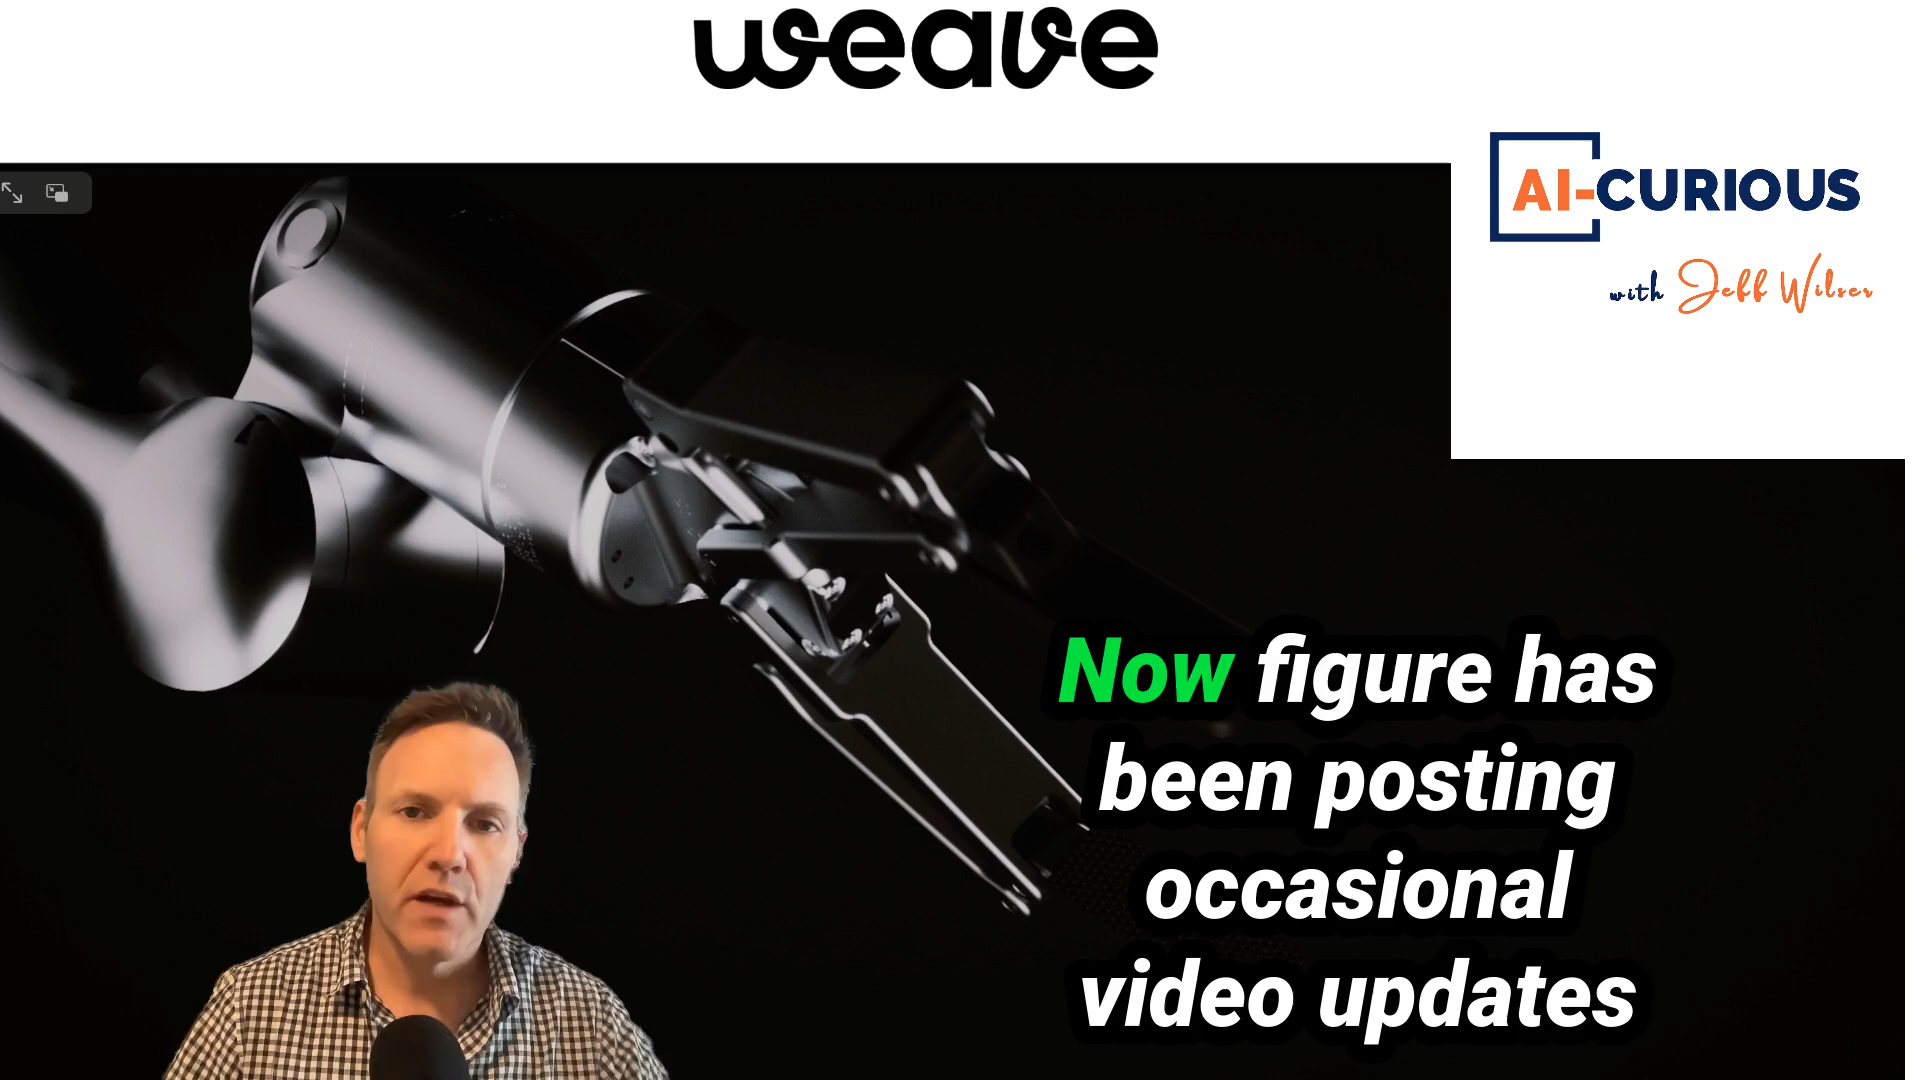 weave
AI-CURIOUS
with Jeff Wilser
Now figure has
been posting
occasional
video updates